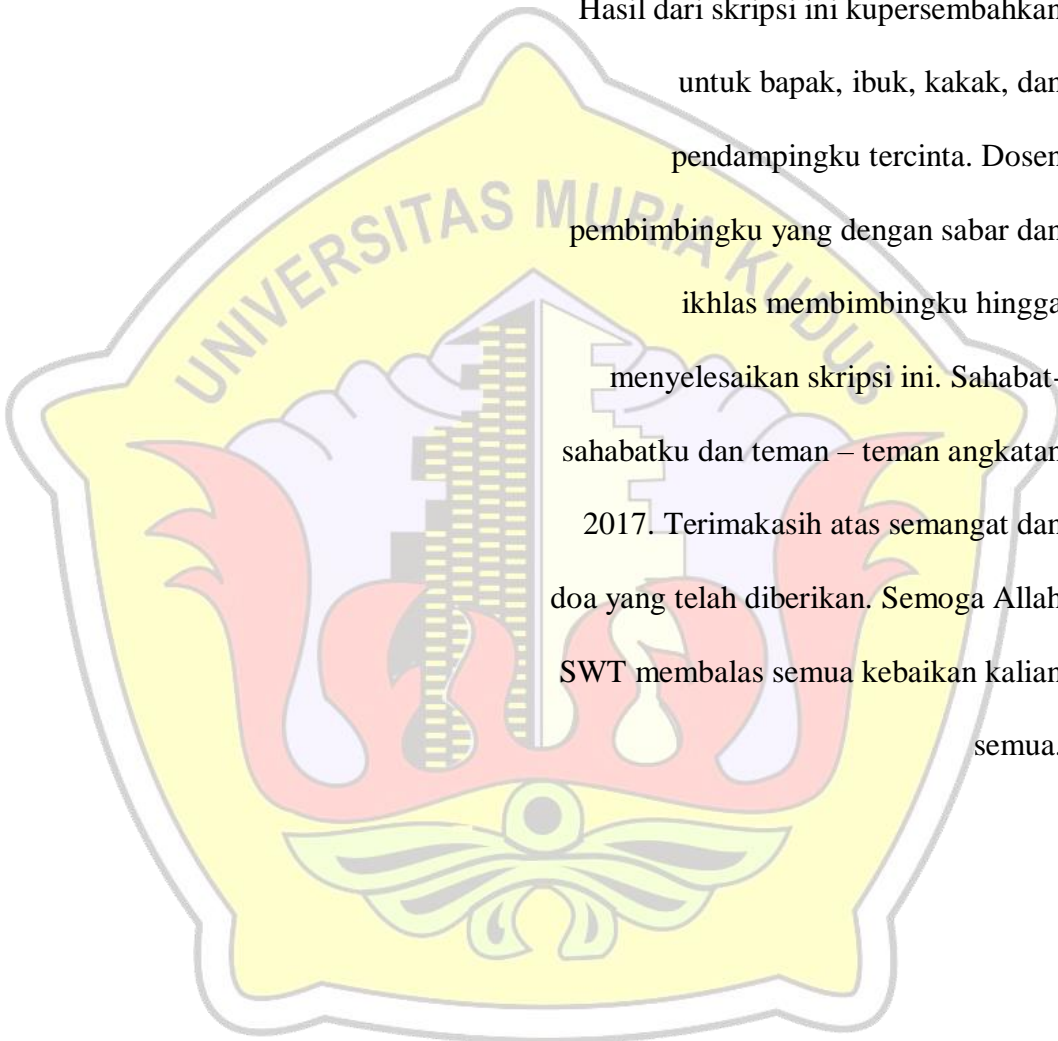 Hasil dari skripsi ini kupersembahkan
untuk bapak, ibuk, kakak, dan
pendampingku tercinta. Dosen
pembimbingku yang dengan sabar dan
ikhlas membimbingku hingga
menyelesaikan skripsi ini. Sahabat-
sahabatku dan teman – teman angkatan
2017. Terimakasih atas semangat dan
doa yang telah diberikan. Semoga Allah
SWT membalas semua kebaikan kalian
semua.
UNIVERSITAS MURIA KUDUS